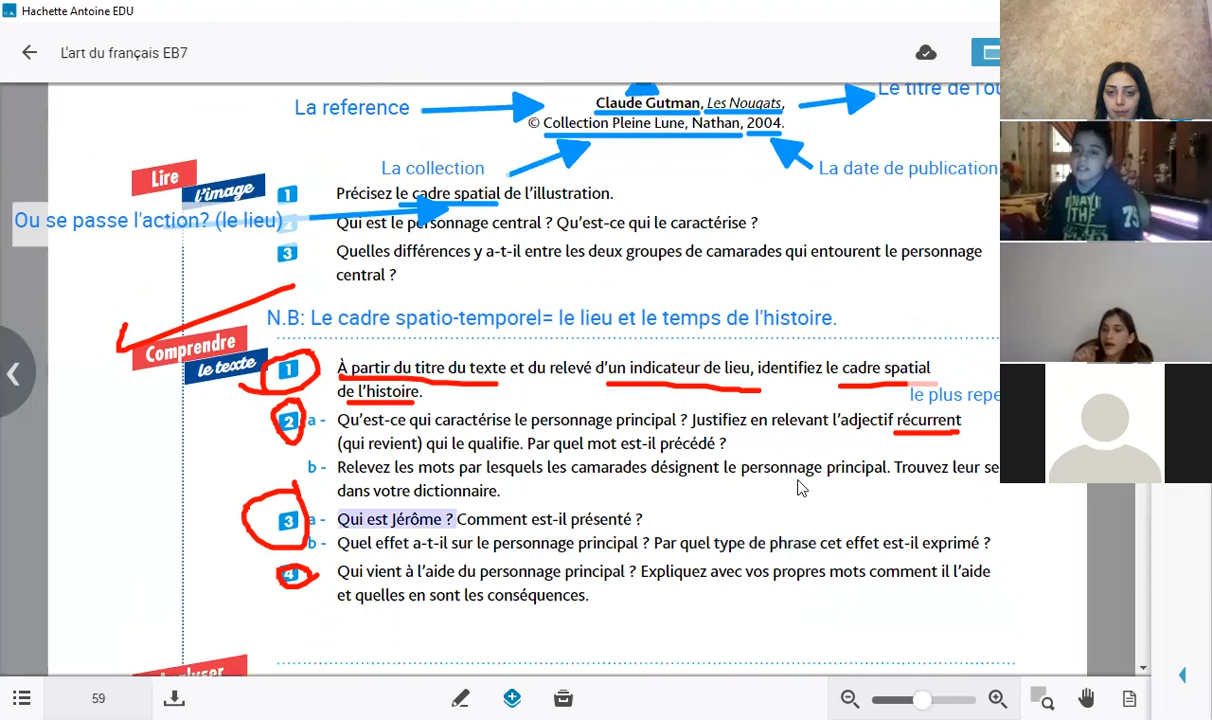 Hachette Antoine EDU
L'art du français EB7
La reference
Claude Gutman, Les Nougats,
Le titre de l'ou
© Collection Pleine Lune, Nathan, 2004.
La collection
La date de publication
Lire
l'image
1 Précisez le cadre spatial de l'illustration.
Ou se passe l'action? (le lieu)
2 Qui est le personnage central ? Qu'est-ce qui le caractérise ?
3 Quelles différences y a-t-il entre les deux groupes de camarades qui entourent le personnage
central ?
N.B: Le cadre spatio-temporel= le lieu et le temps de l'histoire.
Comprendre
le texte
1 À partir du titre du texte et du relevé d'un indicateur de lieu, identifiez le cadre spatial
de l'histoire.
le plus repe
2 a - Qu'est-ce qui caractérise le personnage principal ? Justifiez en relevant l'adjectif récurrent
(qui revient) qui le qualifie. Par quel mot est-il précédé ?
b - Relevez les mots par lesquels les camarades désignent le personnage principal. Trouvez leur se
dans votre dictionnaire.
3 a - Qui est Jérôme ? Comment est-il présenté ?
b - Quel effet a-t-il sur le personnage principal ? Par quel type de phrase cet effet est-il exprimé ?
4 Qui vient à l'aide du personnage principal ? Expliquez avec vos propres mots comment il l'aide
et quelles en sont les conséquences.
59